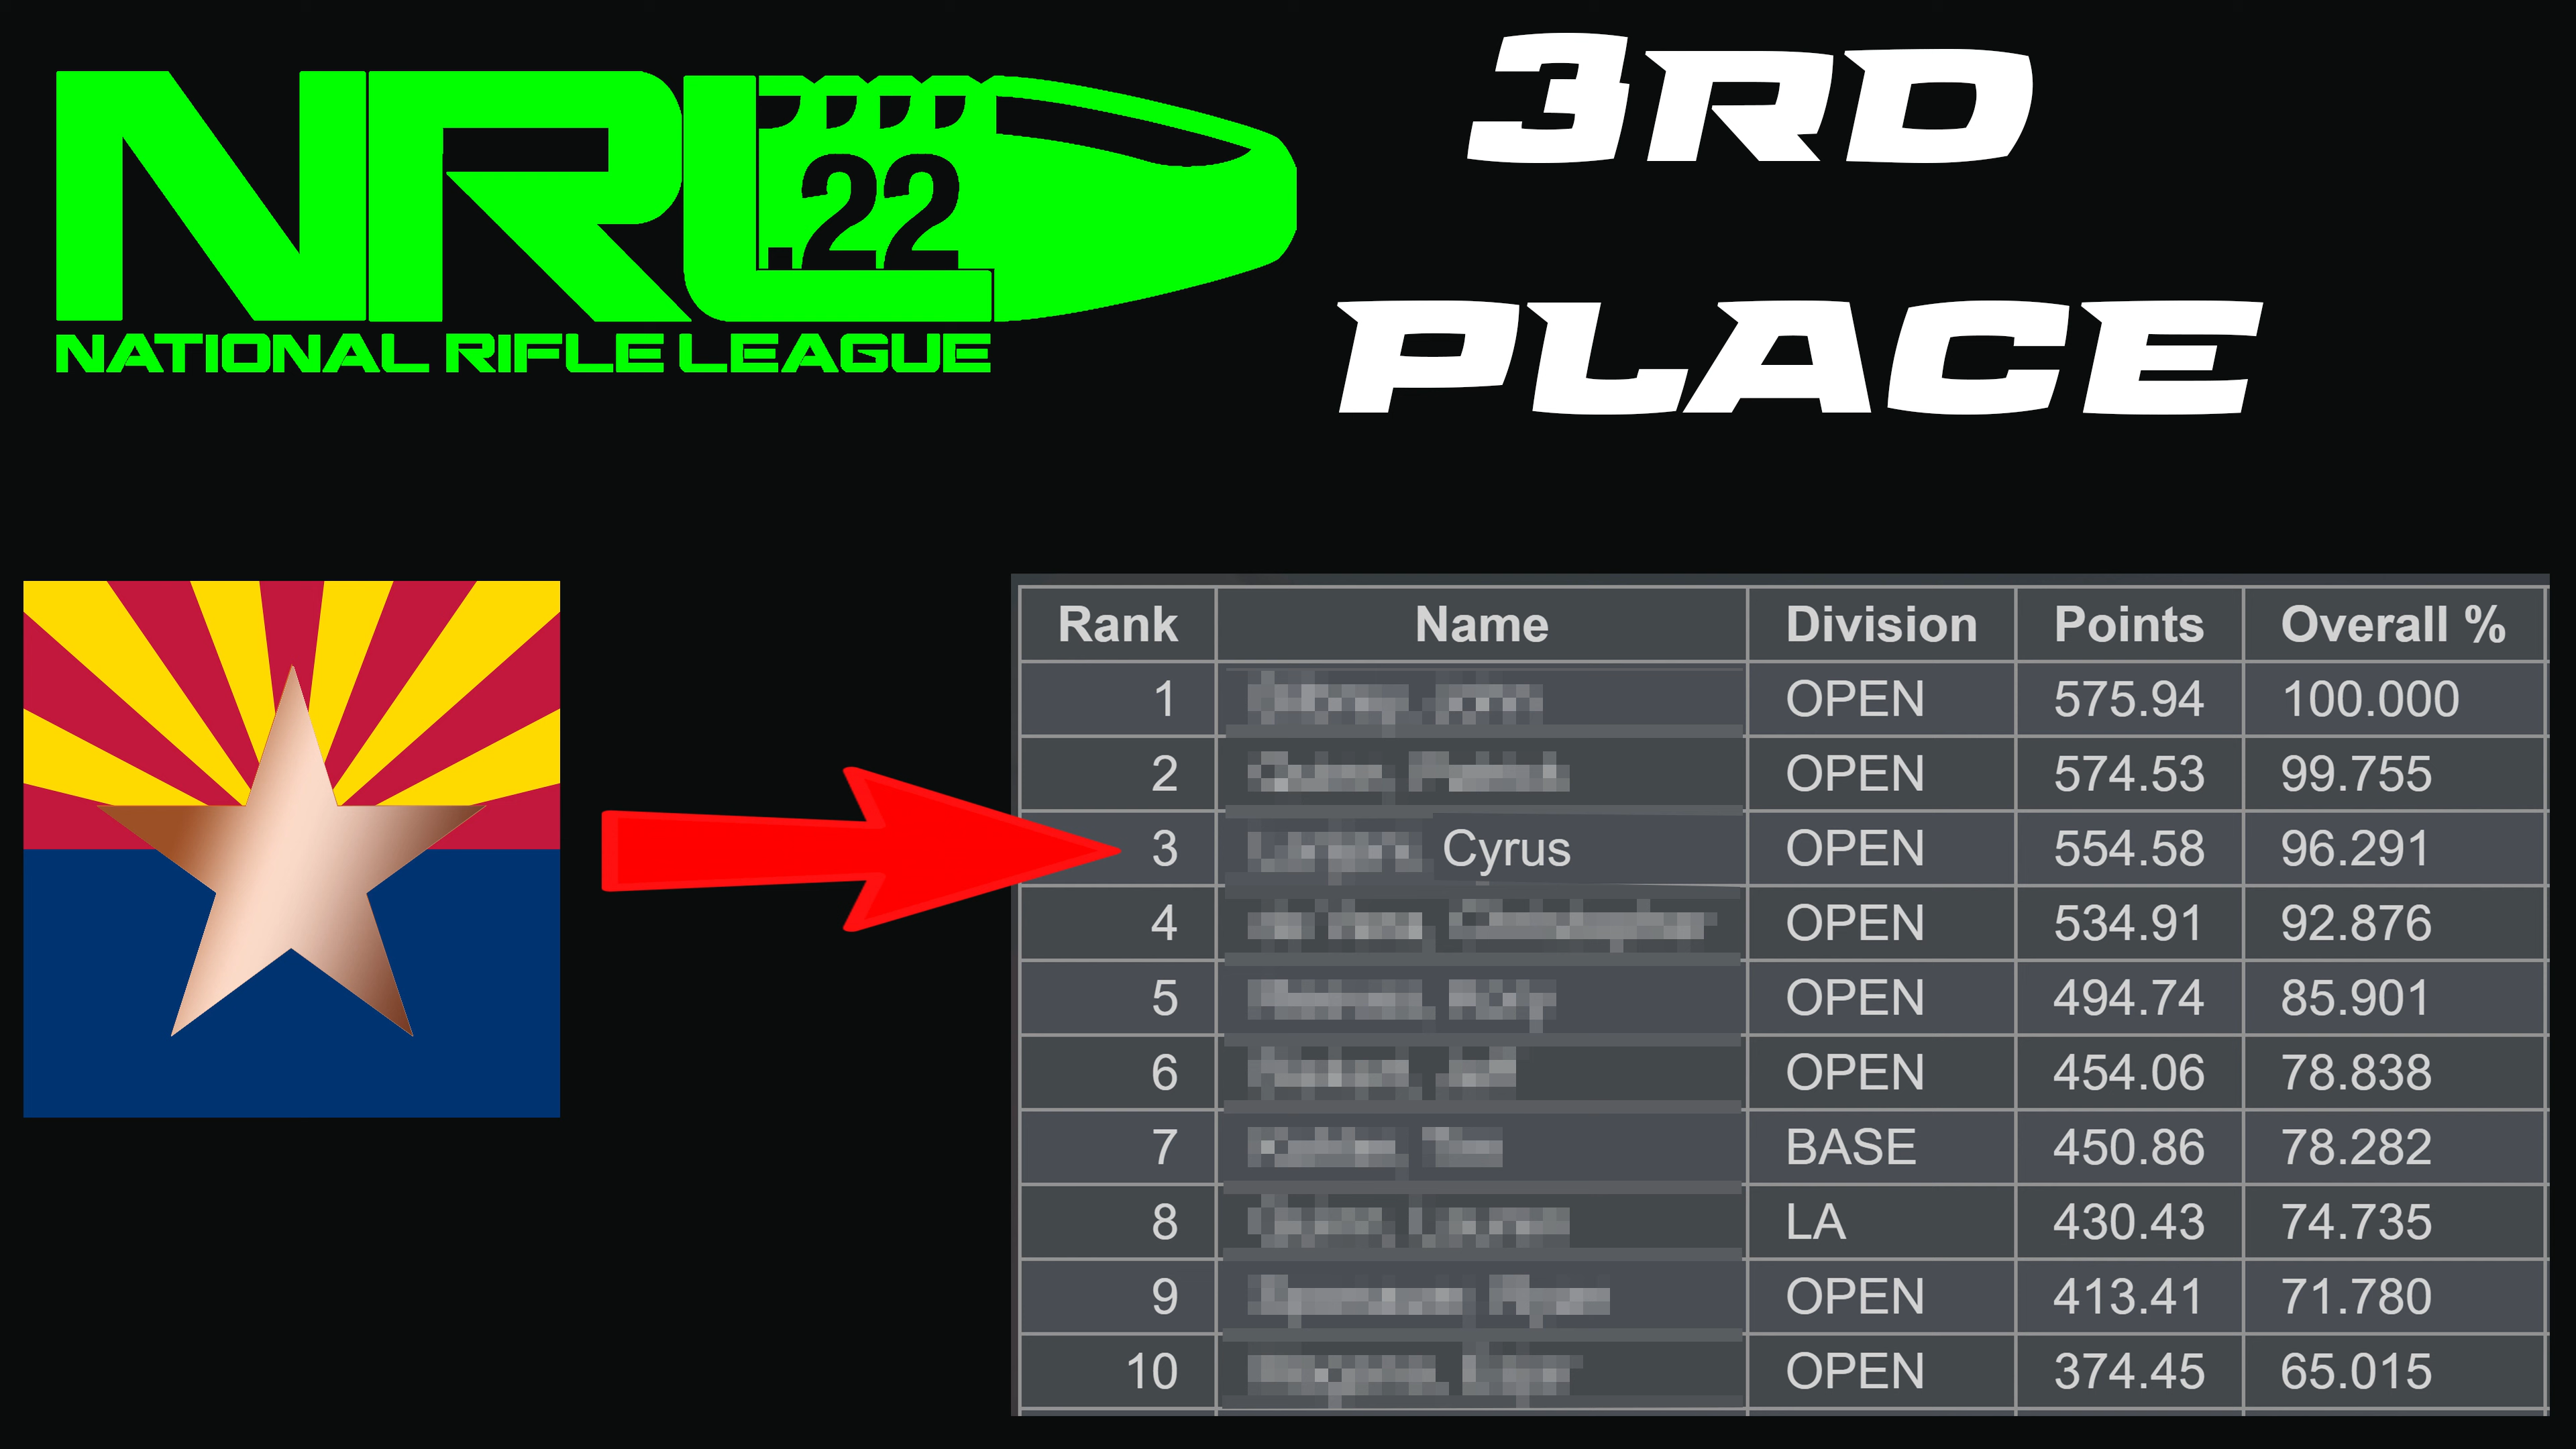 NRL .22
NATIONAL RIFLE LEAGUE
3RD
PLACE
Rank Name Division Points Overall %
1 OPEN 575.94 100.000
2 OPEN 574.53 99.755
3 Cyrus OPEN 554.58 96.291
4 OPEN 534.91 92.876
5 OPEN 494.74 85.901
6 OPEN 454.06 78.838
7 BASE 450.86 78.282
8 LA 430.43 74.735
9 OPEN 413.41 71.780
10 OPEN 374.45 65.015